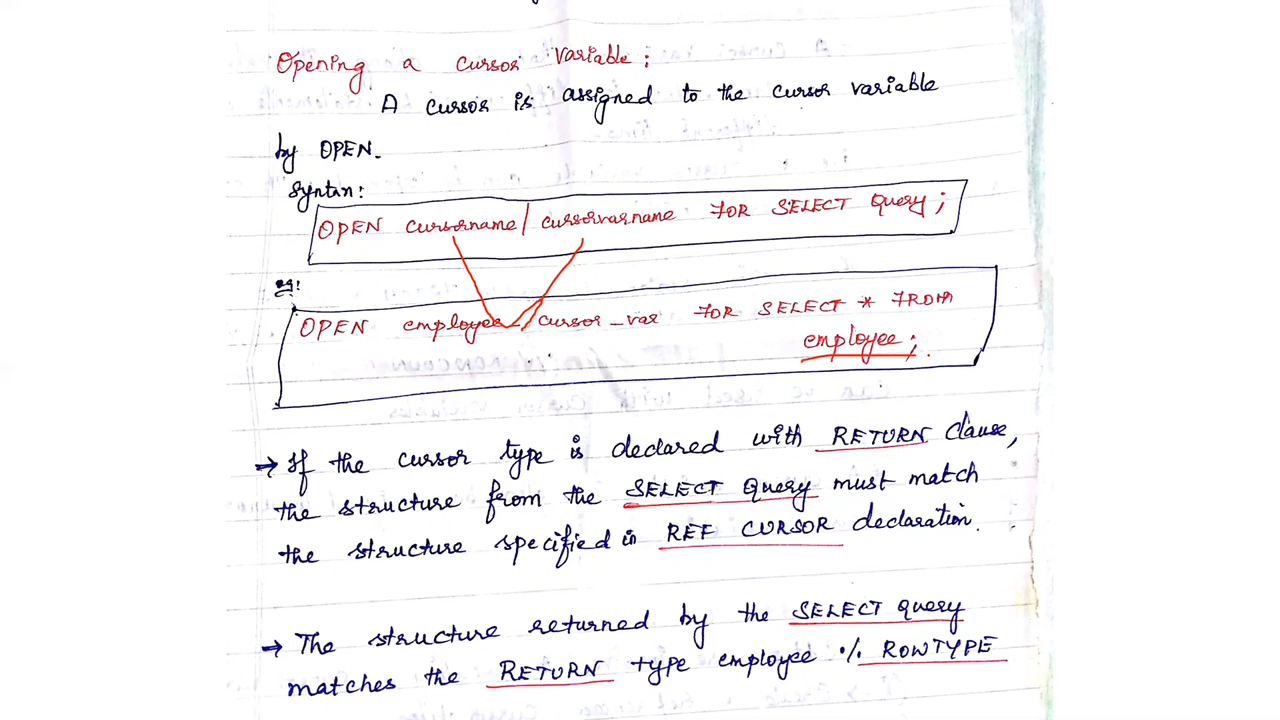 Opening a cursor variable:
A cursor is assigned to the cursor variable
by OPEN.
Syntax:
OPEN cursorname/cursorvarname FOR SELECT Query;
eg:
OPEN employee_cursor_var FOR SELECT * FROM
employee;
→ If the cursor type is declared with RETURN clause,
the structure from the SELECT Query must match
the structure specified in REF CURSOR declaration.
→ The structure returned by the SELECT query
matches the RETURN type employee % ROWTYPE